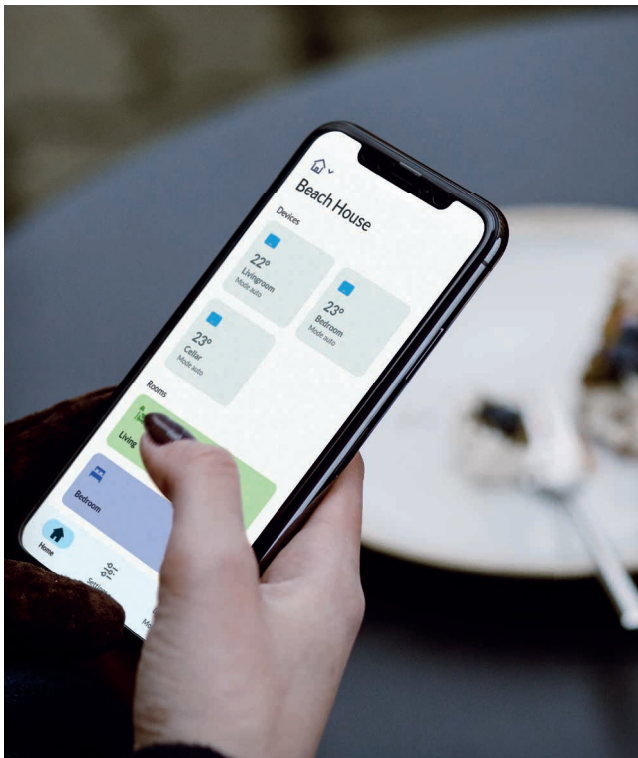 Beach House
Devices
22°
Livingroom
Mode auto
23°
Bedroom
Mode auto
23°
Cellar
Mode auto
Rooms
Living
Bedroom
Home